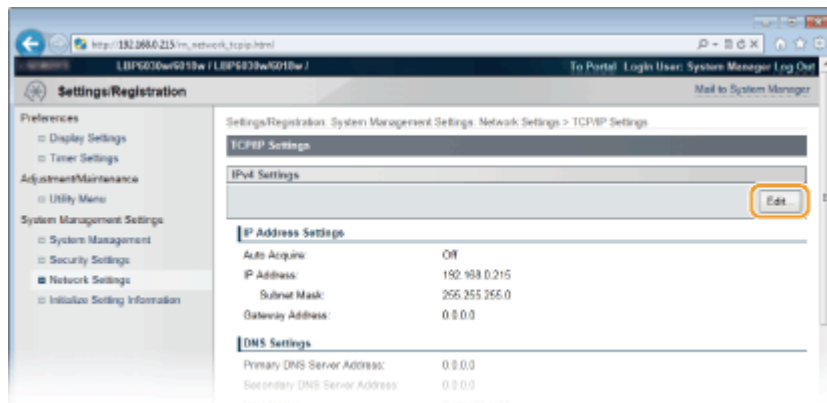 http://192.168.0.215/m_network_tcpip.html
LBP6030w/6018w / LBP6030w/6018w /
To Portal Login User: System Manager Log Out
Settings/Registration
Mail to System Manager
Preferences
Display Settings
Timer Settings
Adjustment/Maintenance
Utility Menu
System Management Settings
System Management
Security Settings
Network Settings
Initialize Setting Information
Settings/Registration: System Management Settings: Network Settings > TCP/IP Settings
TCP/IP Settings
IPv4 Settings
Edit...
IP Address Settings
Auto Acquire: Off
IP Address: 192.168.0.215
Subnet Mask: 255.255.255.0
Gateway Address: 0.0.0.0
DNS Settings
Primary DNS Server Address: 0.0.0.0
Secondary DNS Server Address: 0.0.0.0